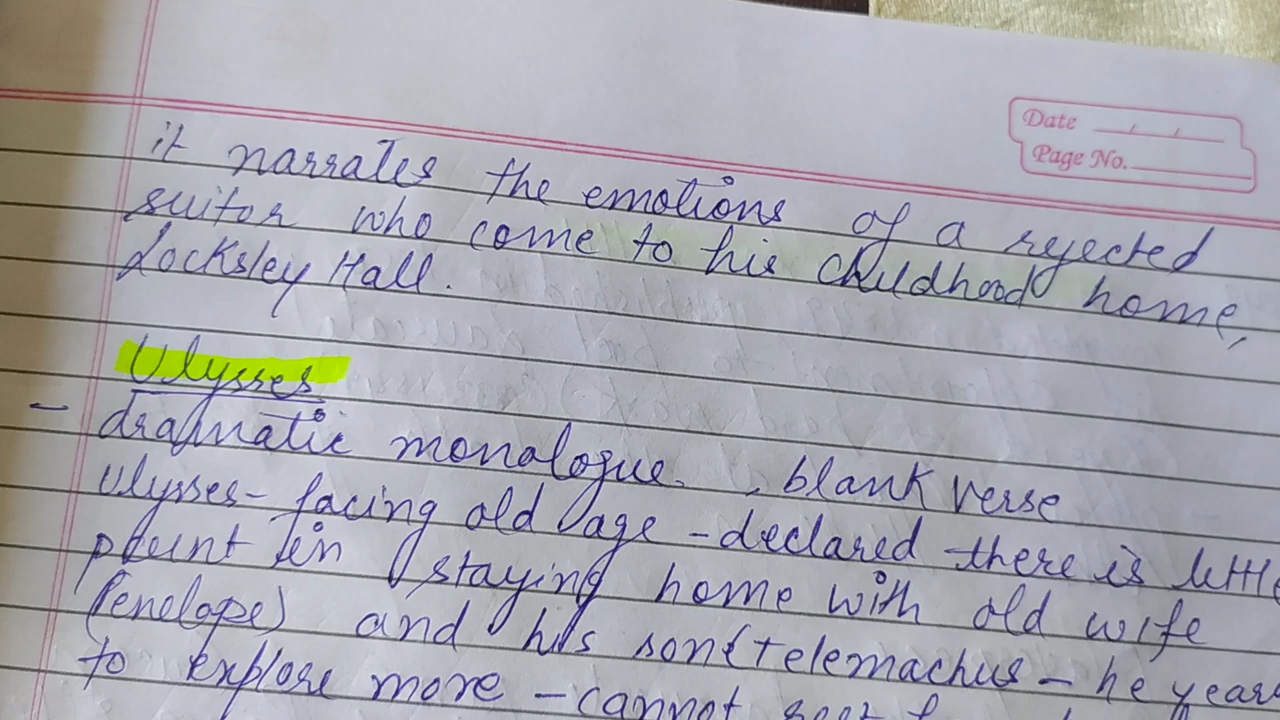 Date
Page No.
it narrates the emotions of a rejected
suitor who come to his childhood home,
Locksley Hall.
Ulysses
- dramatic monologue. , blank verse
Ulysses - facing old age - declared there is little
point in staying home with old wife
(Penelope) and his son (Telemachus - he years
to explore more - cannot